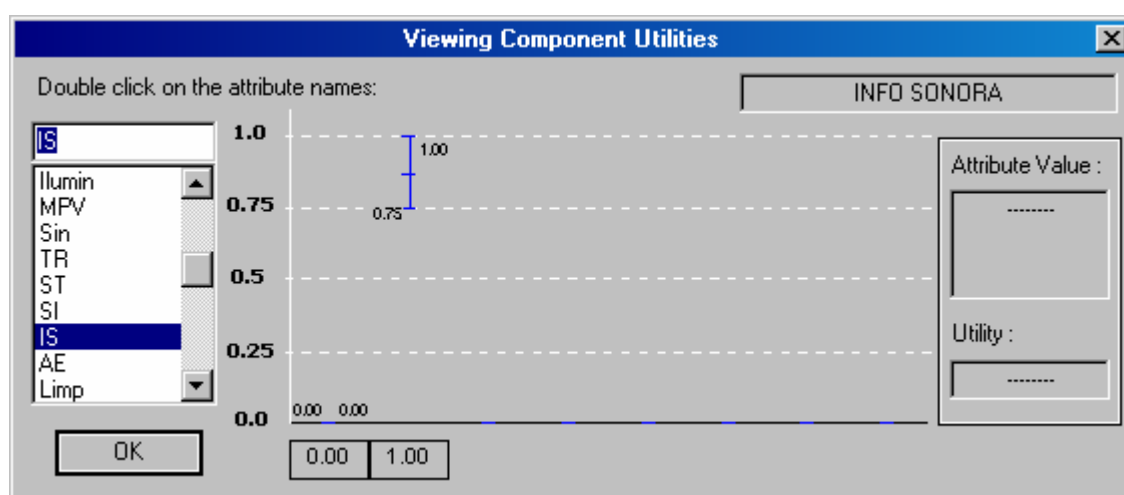 Viewing Component Utilities
Double click on the attribute names:
INFO SONORA
IS
Ilumin
MPV
Sin
TR
ST
SI
IS
AE
Limp
OK
1.0
0.75
0.5
0.25
0.0
1.00
0.75
0.00 0.00
0.00 1.00
Attribute Value :
--------
Utility :
--------